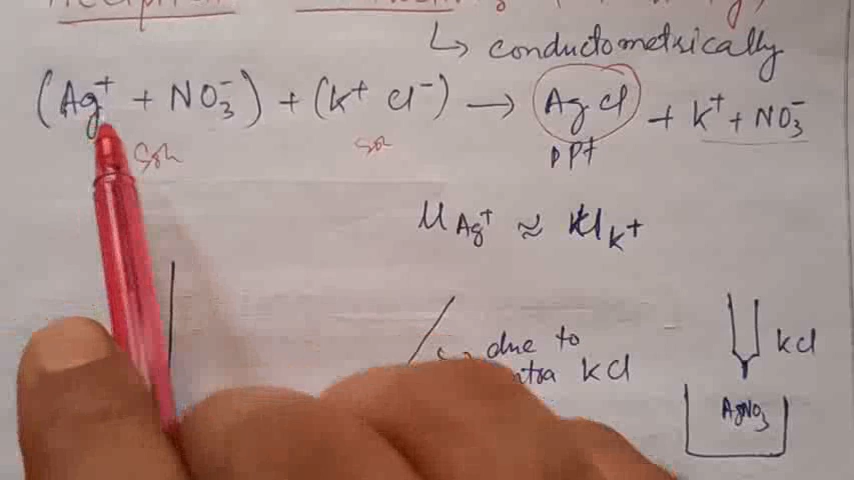 ↳ conductometrically
(Ag⁺ + NO₃⁻) + (K⁺ Cl⁻) → AgCl + K⁺ + NO₃⁻
Soln Soln PPt
μAg⁺ ≈ μK⁺
due to
KCl
KCl
AgNO₃